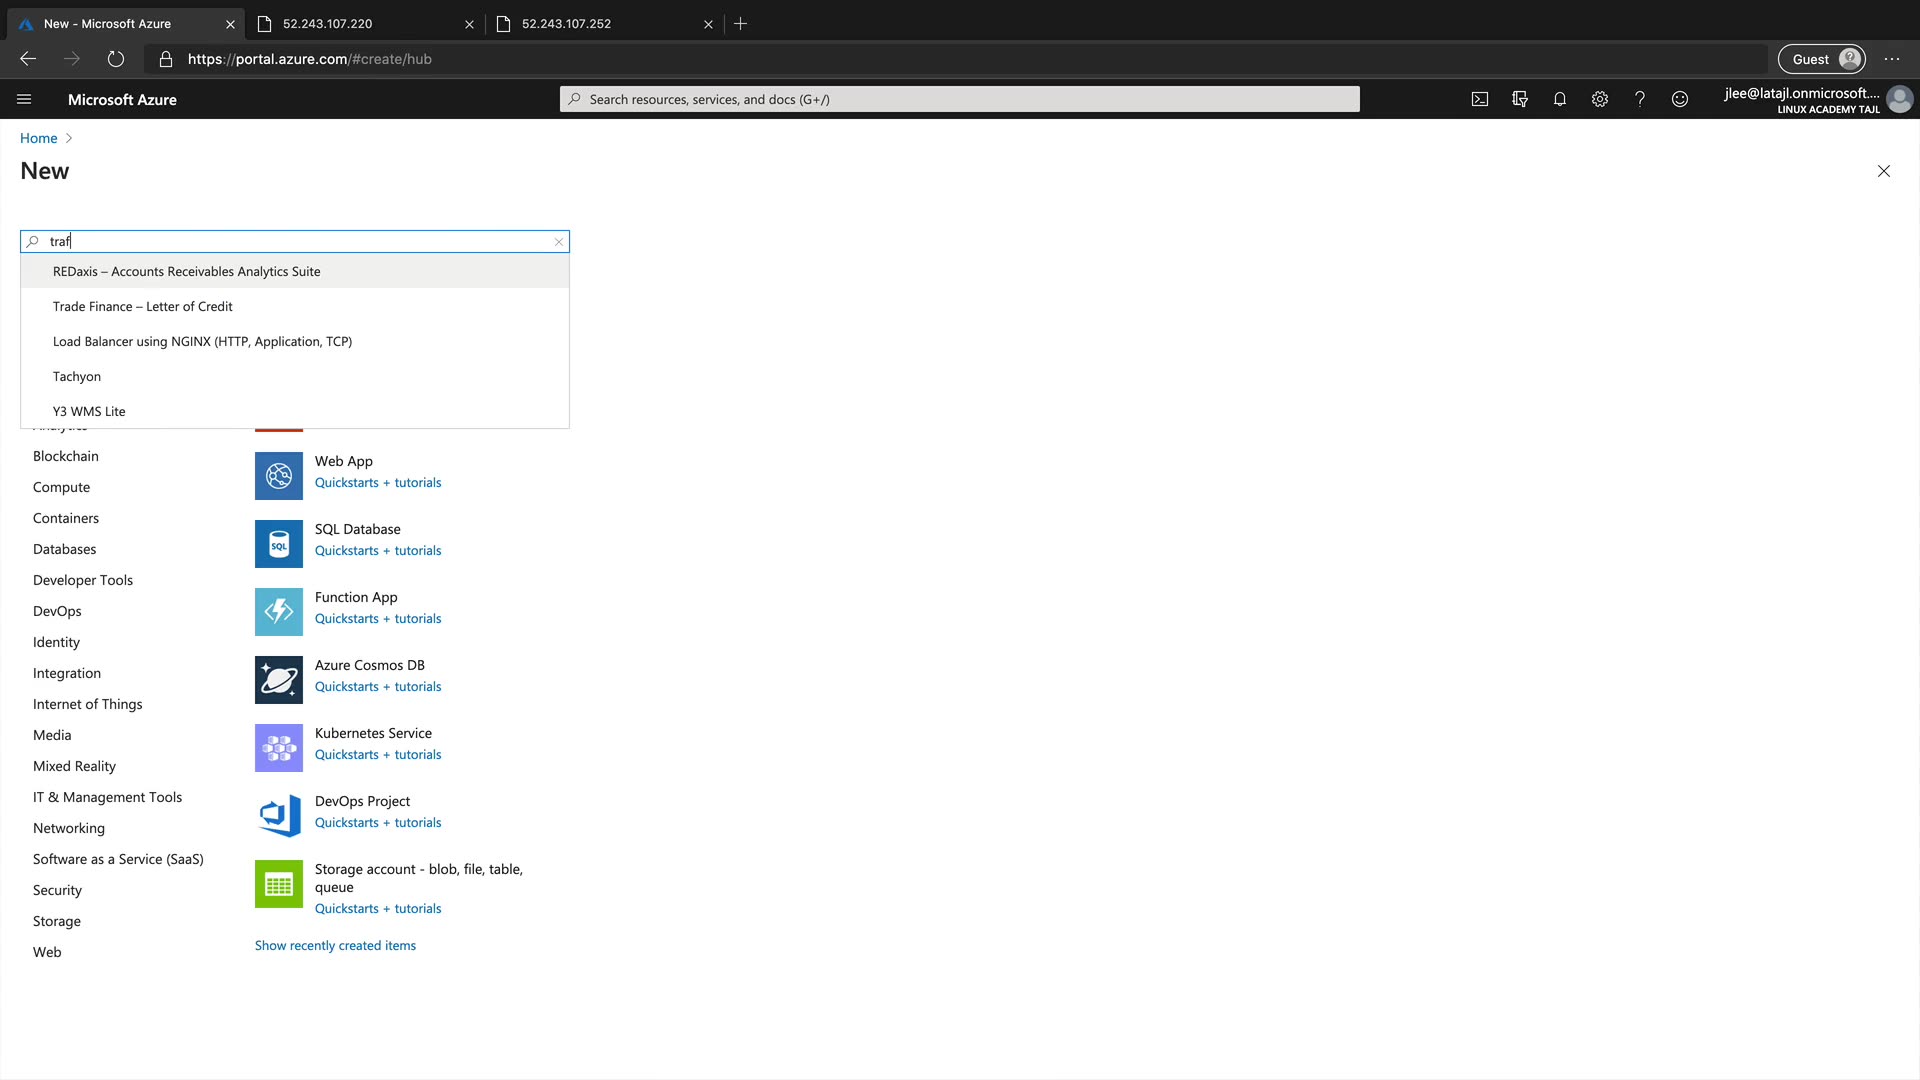 New - Microsoft Azure
52.243.107.220
52.243.107.252
https://portal.azure.com/#create/hub
Guest
Microsoft Azure
Search resources, services, and docs (G+/)
jlee@latajl.onmicrosoft....
LINUX ACADEMY TAJL
Home
New
traf
REDaxis – Accounts Receivables Analytics Suite
Trade Finance – Letter of Credit
Load Balancer using NGINX (HTTP, Application, TCP)
Tachyon
Y3 WMS Lite
Blockchain
Compute
Containers
Databases
Developer Tools
DevOps
Identity
Integration
Internet of Things
Media
Mixed Reality
IT & Management Tools
Networking
Software as a Service (SaaS)
Security
Storage
Web
Web App
Quickstarts + tutorials
SQL
SQL Database
Quickstarts + tutorials
Function App
Quickstarts + tutorials
Azure Cosmos DB
Quickstarts + tutorials
Kubernetes Service
Quickstarts + tutorials
DevOps Project
Quickstarts + tutorials
Storage account - blob, file, table,
queue
Quickstarts + tutorials
Show recently created items